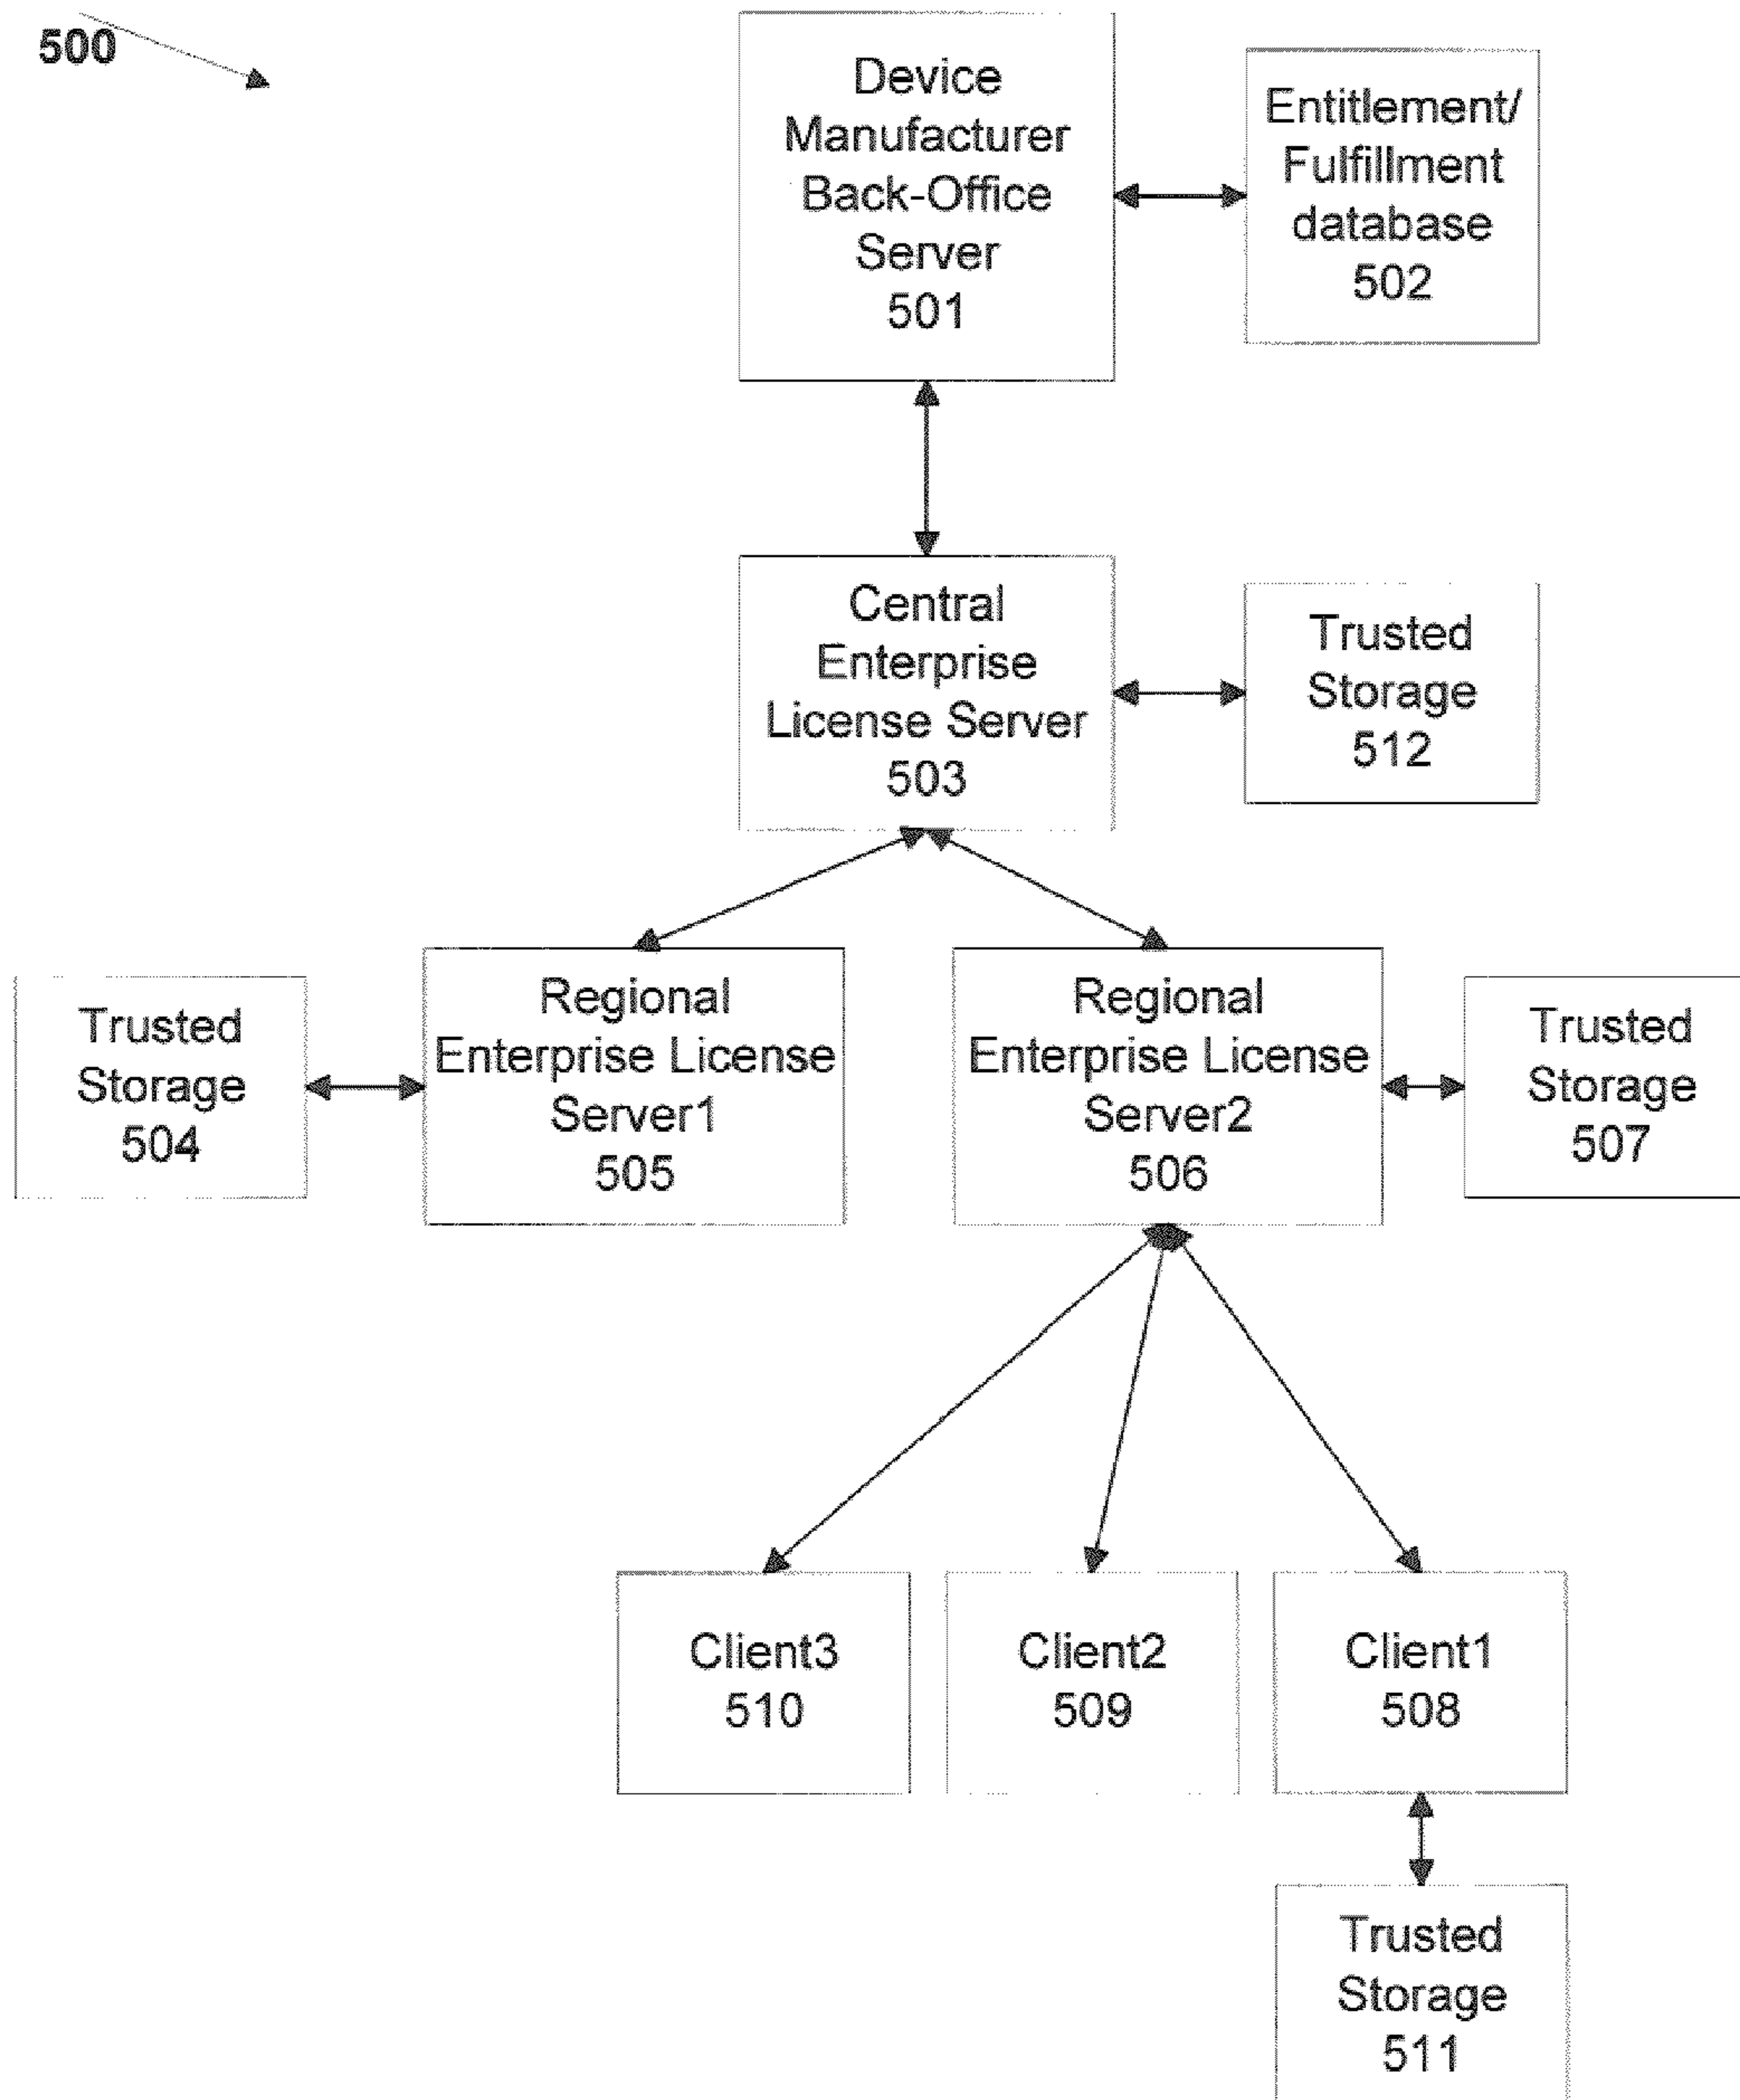 500
Device
Manufacturer
Back-Office
Server
501
Entitlement/
Fulfillment
database
502
Central
Enterprise
License Server
503
Trusted
Storage
512
Trusted
Storage
504
Regional
Enterprise License
Server1
505
Regional
Enterprise License
Server2
506
Trusted
Storage
507
Client3
510
Client2
509
Client1
508
Trusted
Storage
511